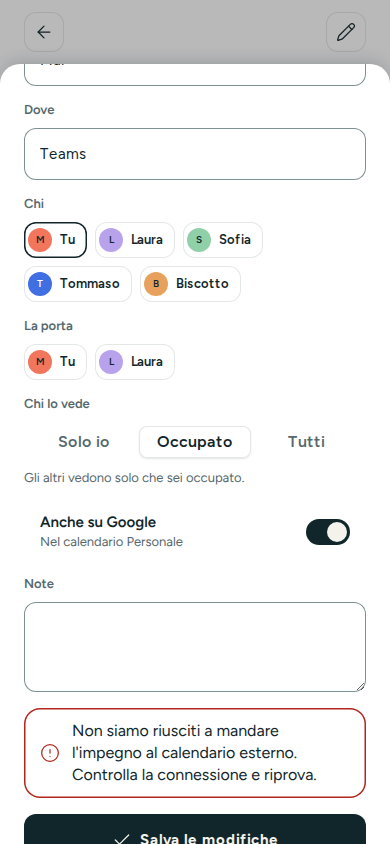 Dove
Teams
Chi
M Tu L Laura S Sofia
T Tommaso B Biscotto
La porta
M Tu L Laura
Chi lo vede
Solo io Occupato Tutti
Gli altri vedono solo che sei occupato.
Anche su Google
Nel calendario Personale
Note
Non siamo riusciti a mandare
l'impegno al calendario esterno.
Controlla la connessione e riprova.
Salva le modifiche